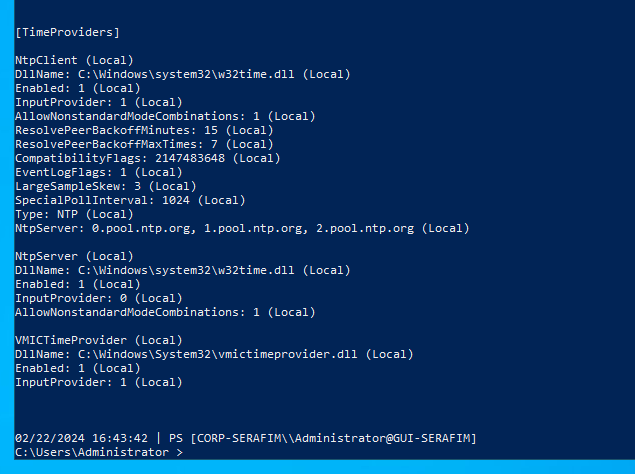 [TimeProviders]
NtpClient (Local)
DllName: C:\Windows\system32\w32time.dll (Local)
Enabled: 1 (Local)
InputProvider: 1 (Local)
AllowNonstandardModeCombinations: 1 (Local)
ResolvePeerBackoffMinutes: 15 (Local)
ResolvePeerBackoffMaxTimes: 7 (Local)
CompatibilityFlags: 2147483648 (Local)
EventLogFlags: 1 (Local)
LargeSampleSkew: 3 (Local)
SpecialPollInterval: 1024 (Local)
Type: NTP (Local)
NtpServer: 0.pool.ntp.org, 1.pool.ntp.org, 2.pool.ntp.org (Local)
NtpServer (Local)
DllName: C:\Windows\system32\w32time.dll (Local)
Enabled: 1 (Local)
InputProvider: 0 (Local)
AllowNonstandardModeCombinations: 1 (Local)
VMICTimeProvider (Local)
DllName: C:\Windows\System32\vmictimeprovider.dll (Local)
Enabled: 1 (Local)
InputProvider: 1 (Local)
02/22/2024 16:43:42 | PS [CORP-SERAFIM\\Administrator@GUI-SERAFIM]
C:\Users\Administrator >